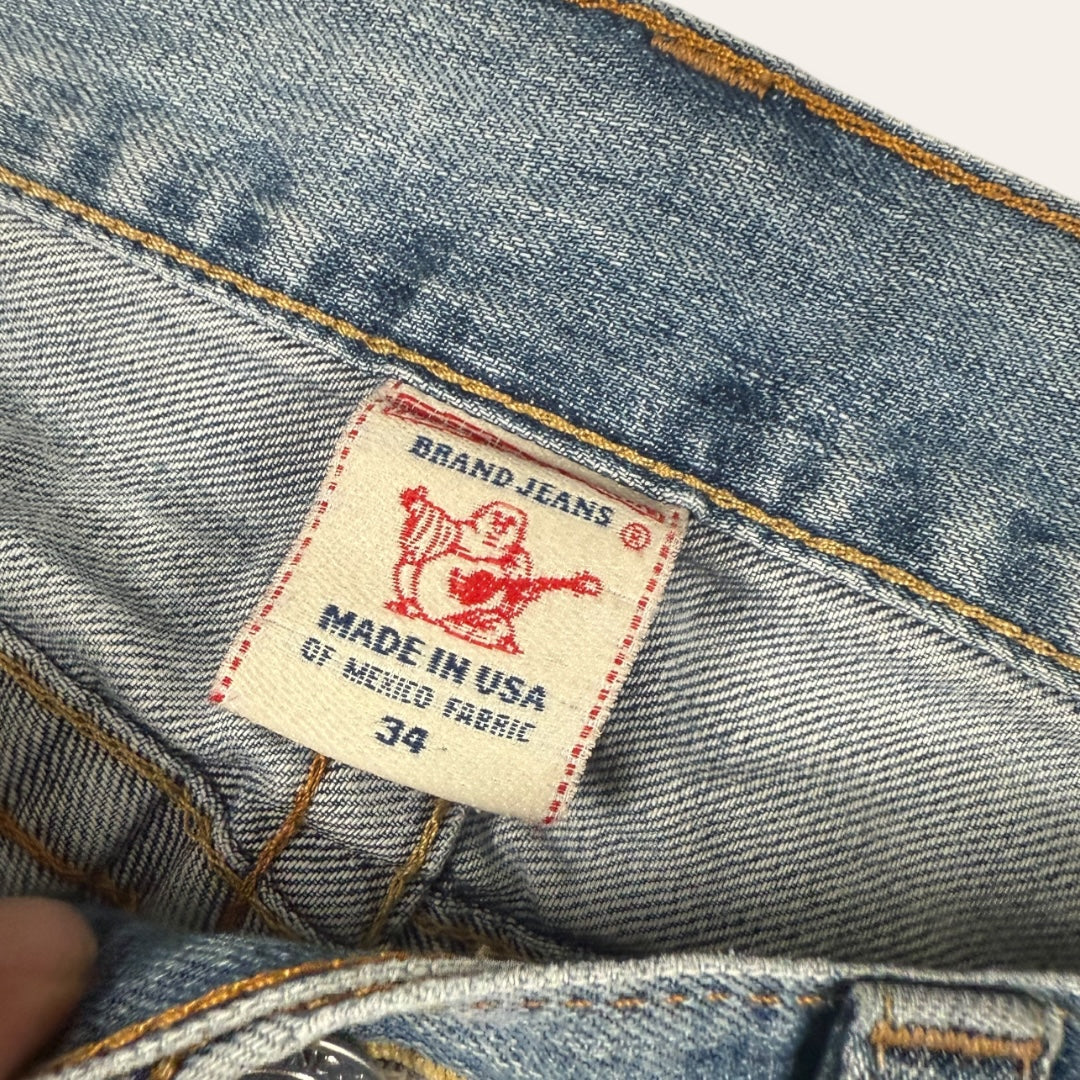 BRAND JEANS
®
MADE IN USA
OF MEXICO FABRIC
34